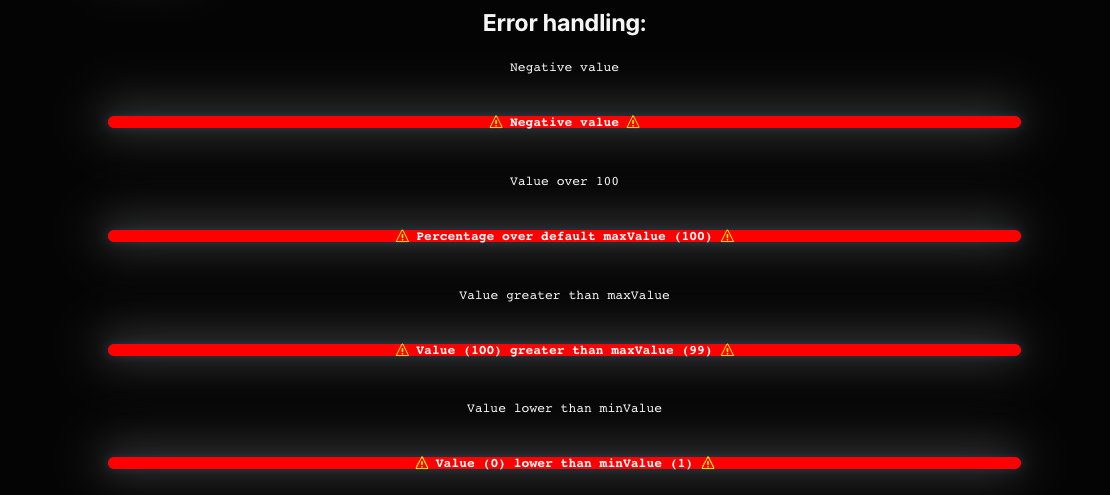 Error handling:
Negative value
⚠ Negative value ⚠
Value over 100
⚠ Percentage over default maxValue (100) ⚠
Value greater than maxValue
⚠ Value (100) greater than maxValue (99) ⚠
Value lower than minValue
⚠ Value (0) lower than minValue (1) ⚠